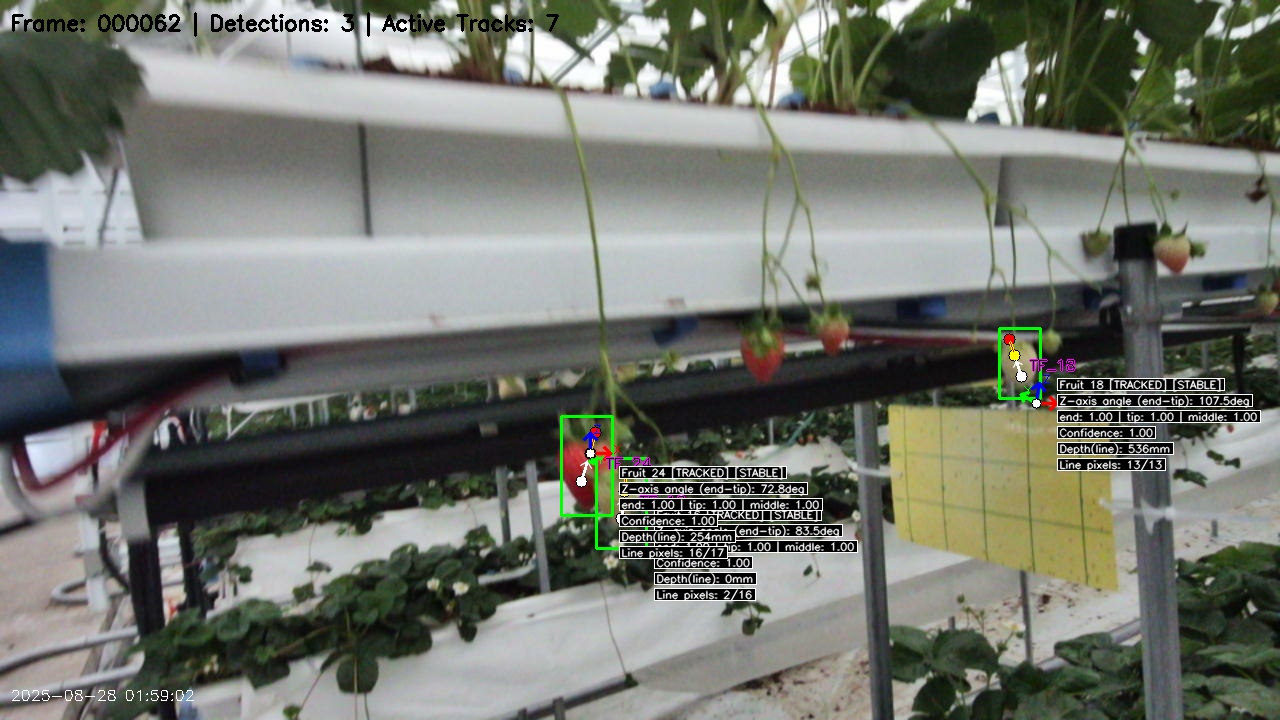 Frame: 000062 | Detections: 3 | Active Tracks: 7
TF_18
Fruit 18 [TRACKED] [STABLE]
Z-axis angle (end-tip): 107.5deg
end: 1.00 | tip: 1.00 | middle: 1.00
Confidence: 1.00
Depth(line): 536mm
Line pixels: 13/13
TF_24
Fruit 24 [TRACKED] [STABLE]
Z-axis angle (end-tip): 72.8deg
end: 1.00 | tip: 1.00 | middle: 1.00
Confidence: 1.00
Depth(line): 254mm
Line pixels: 16/17
[TRACKED] [STABLE]
(end-tip): 83.5deg
tip: 1.00 | middle: 1.00
Confidence: 1.00
Depth(line): 0mm
Line pixels: 2/16
2025-08-28 01:59:02